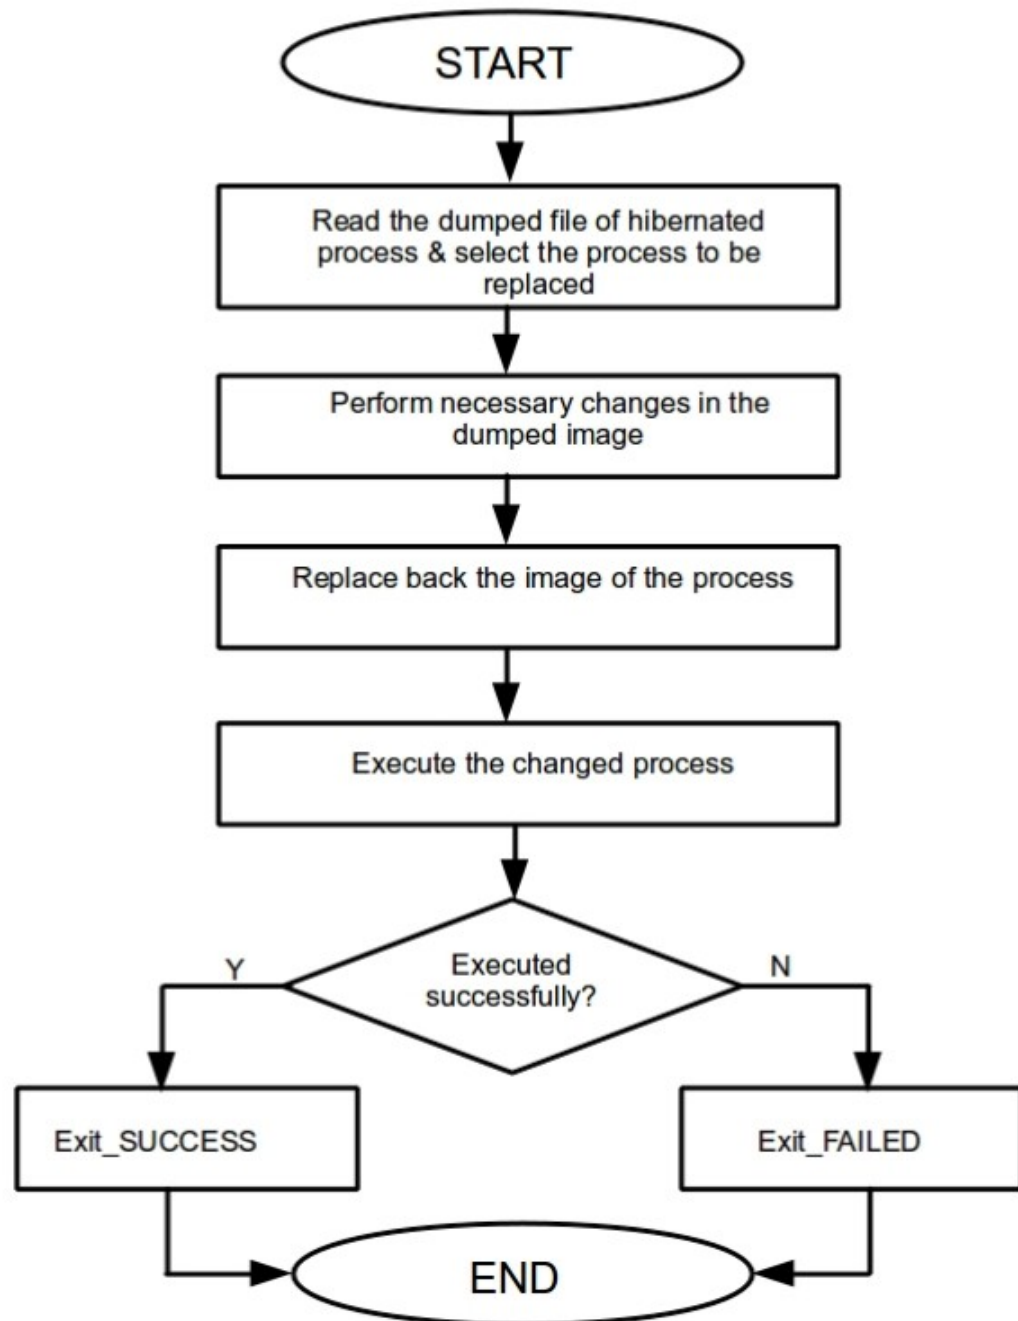 START
Read the dumped file of hibernated
process & select the process to be
replaced
Perform necessary changes in the
dumped image
Replace back the image of the process
Execute the changed process
Executed
successfully?
Y
N
Exit_SUCCESS
Exit_FAILED
END